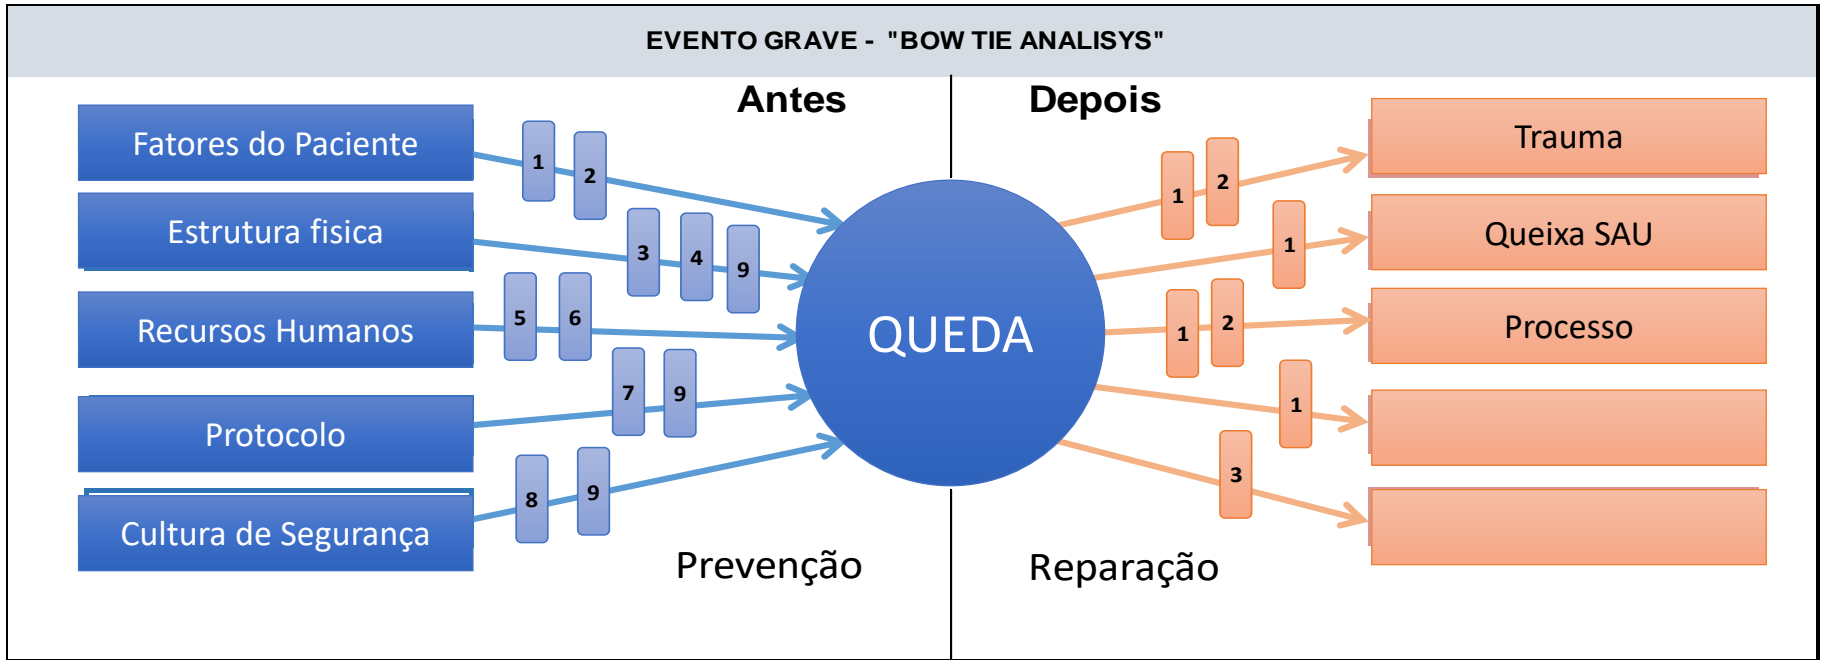 EVENTO GRAVE - "BOW TIE ANALISYS"
Antes
Depois
Fatores do Paciente
1
2
Estrutura fisica
3
4
9
Recursos Humanos
5
6
Protocolo
7
9
Cultura de Segurança
8
9
QUEDA
1
2
Trauma
1
Queixa SAU
1
2
Processo
1
3
Prevenção
Reparação